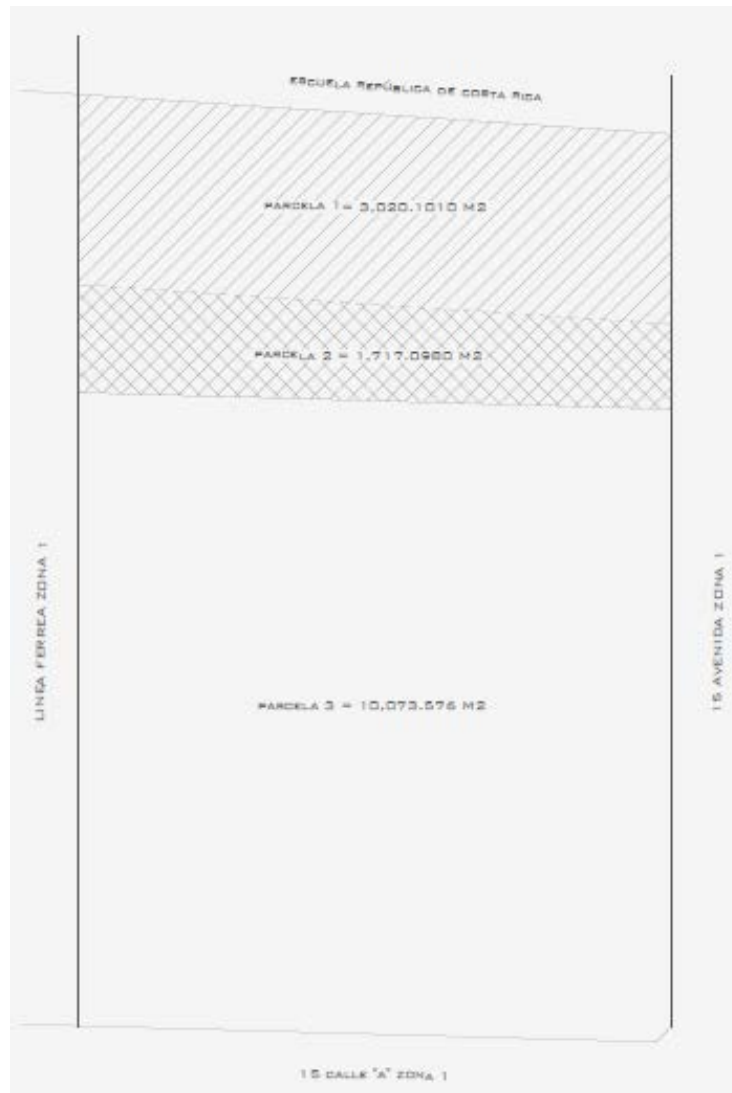 ESCUELA REPÚBLICA DE COSTA RICA
PARCELA 1= 3,020.1010 M2
PARCELA 2 = 1,717.0980 M2
LINEA FERREA ZONA 1
15 AVENIDA ZONA 1
PARCELA 3 = 10,073.576 M2
15 CALLE "A" ZONA 1